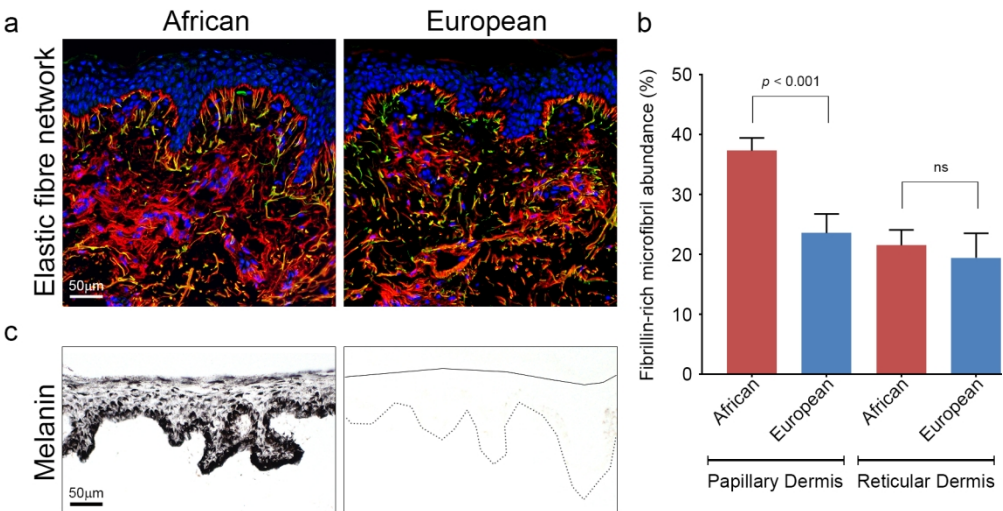 a
African
European
Elastic fibre network
50µm
b
Fibrillin-rich microfibril abundance (%)
50
40
30
20
10
0
p < 0.001
ns
African
European
African
European
Papillary Dermis
Reticular Dermis
c
Melanin
50µm